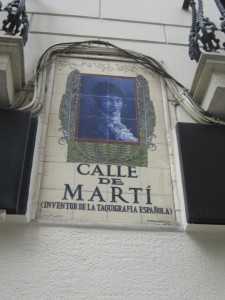 CALLE
DE
MARTÍ
(INVENTOR DE LA TAQUIGRAFIA ESPAÑOLA)